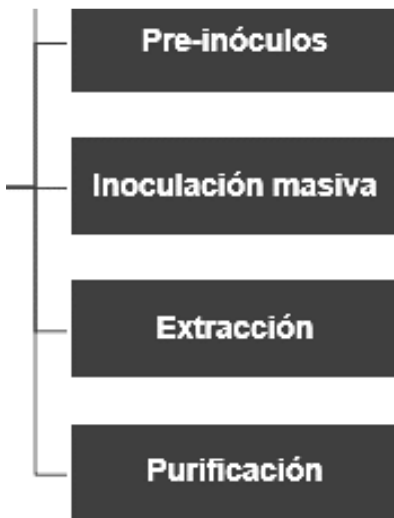 Pre-inóculos
Inoculación masiva
Extracción
Purificación